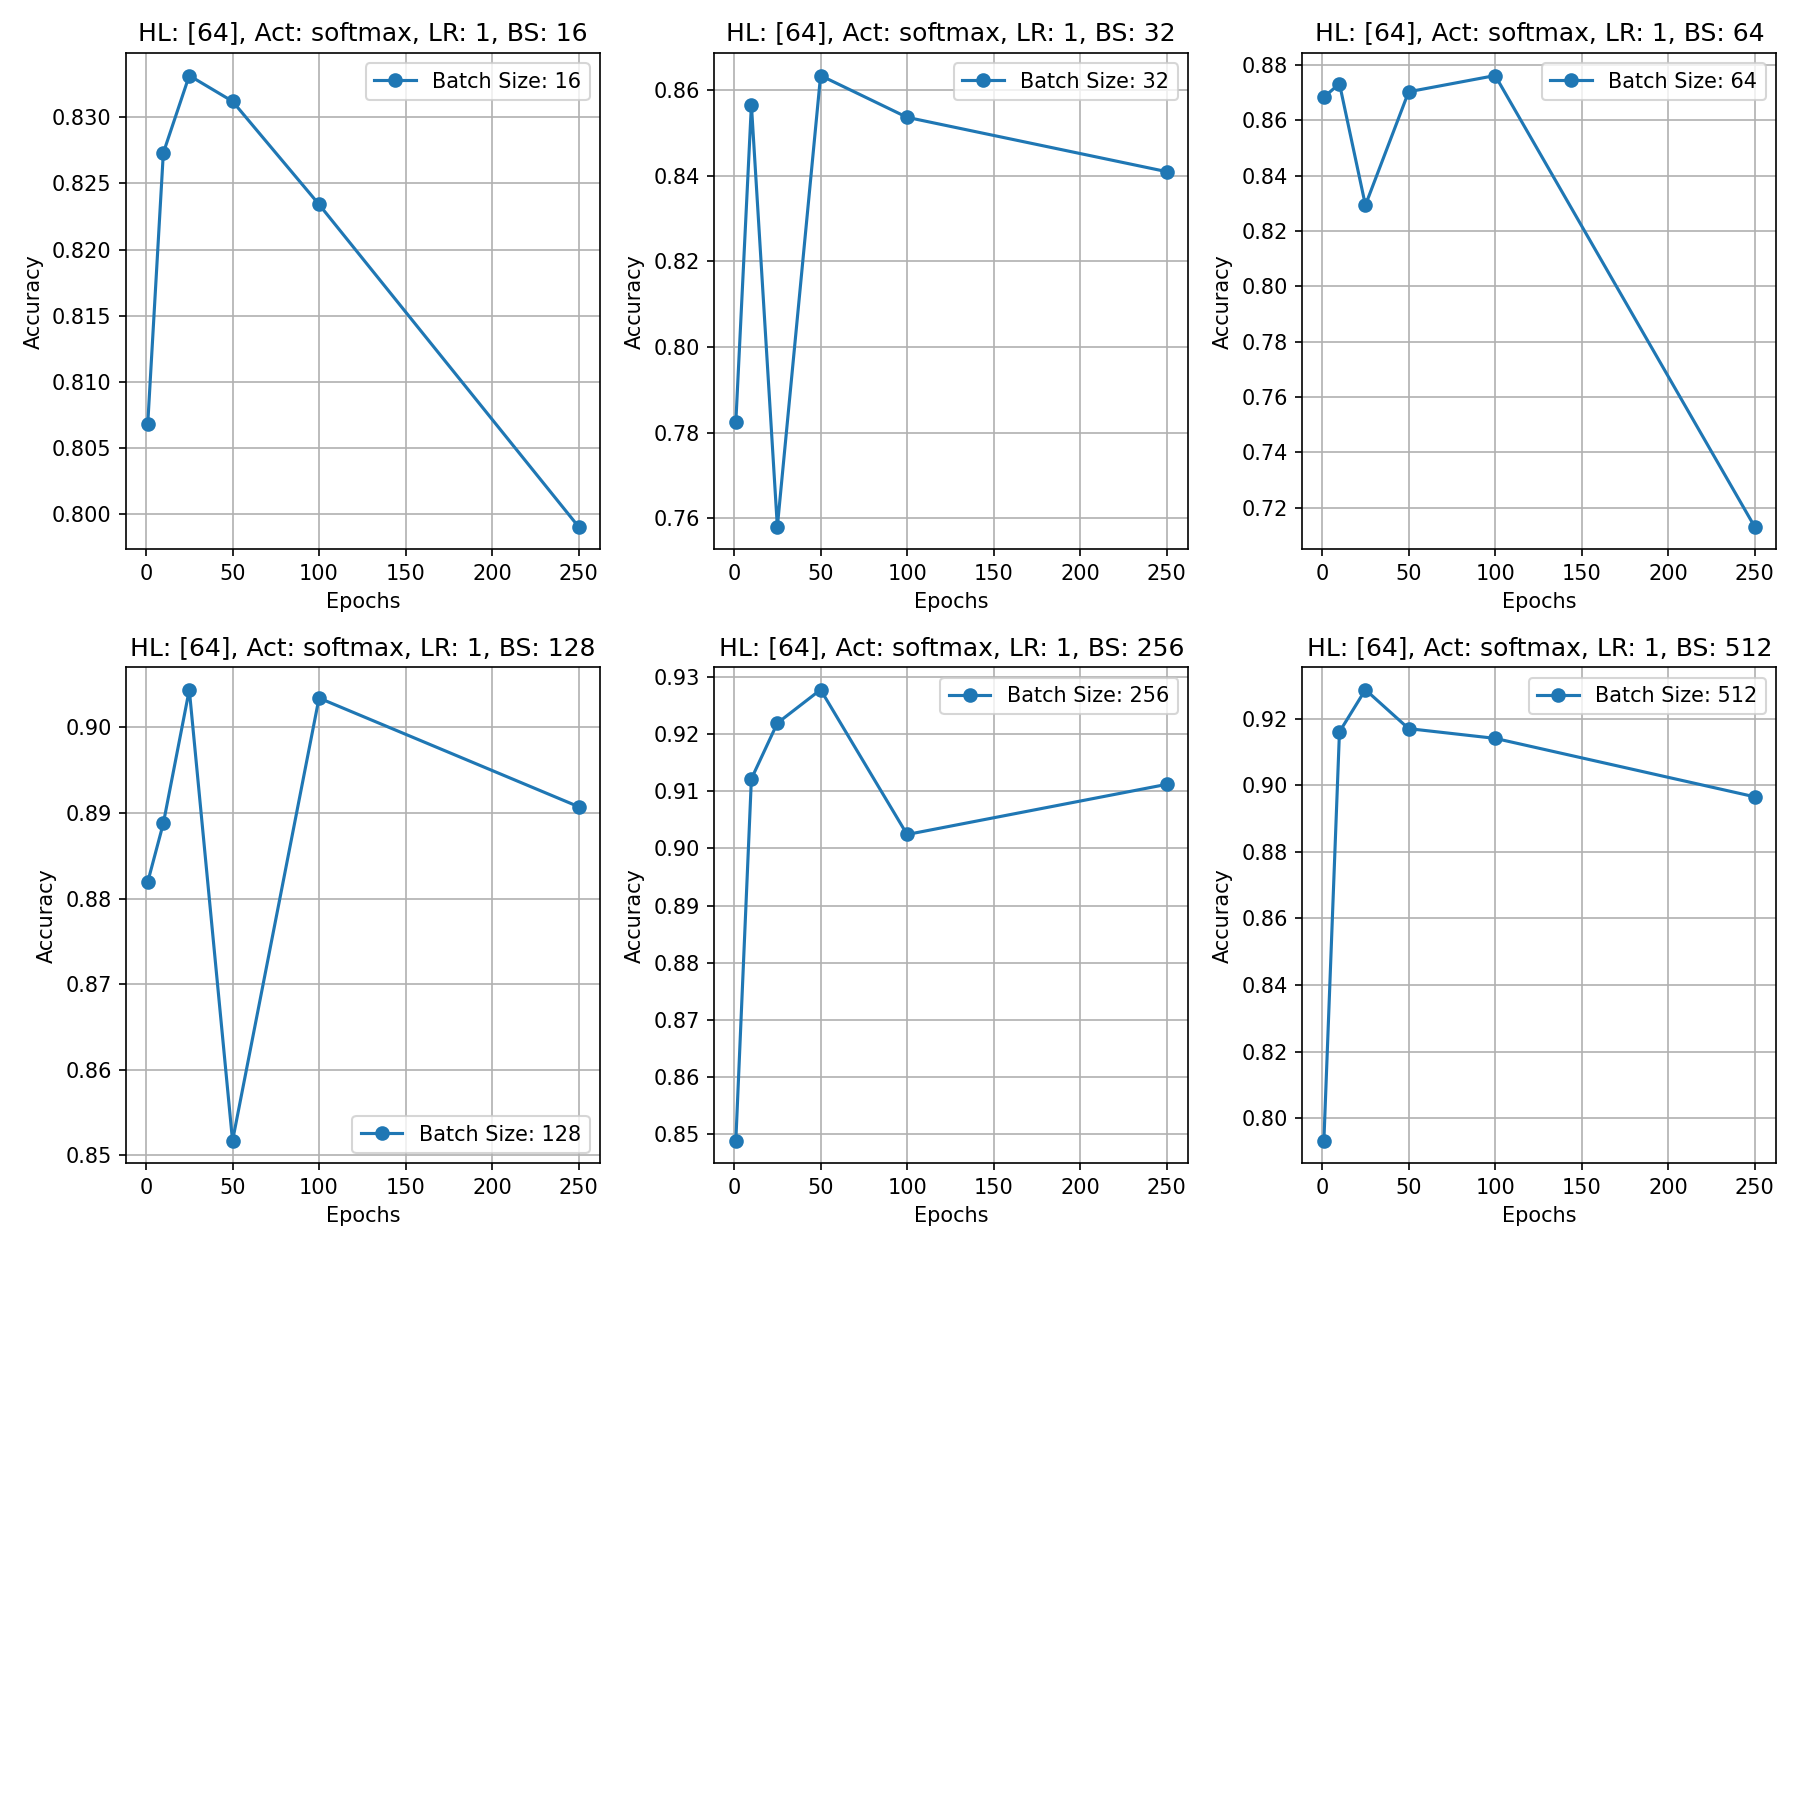 HL: [64], Act: softmax, LR: 1, BS: 16
Batch Size: 16
Accuracy
0.830
0.825
0.820
0.815
0.810
0.805
0.800
0 50 100 150 200 250
Epochs
HL: [64], Act: softmax, LR: 1, BS: 32
Batch Size: 32
Accuracy
0.86
0.84
0.82
0.80
0.78
0.76
0 50 100 150 200 250
Epochs
HL: [64], Act: softmax, LR: 1, BS: 64
Batch Size: 64
Accuracy
0.88
0.86
0.84
0.82
0.80
0.78
0.76
0.74
0.72
0 50 100 150 200 250
Epochs
HL: [64], Act: softmax, LR: 1, BS: 128
Accuracy
0.90
0.89
0.88
0.87
0.86
0.85
Batch Size: 128
0 50 100 150 200 250
Epochs
HL: [64], Act: softmax, LR: 1, BS: 256
Batch Size: 256
Accuracy
0.93
0.92
0.91
0.90
0.89
0.88
0.87
0.86
0.85
0 50 100 150 200 250
Epochs
HL: [64], Act: softmax, LR: 1, BS: 512
Batch Size: 512
Accuracy
0.92
0.90
0.88
0.86
0.84
0.82
0.80
0 50 100 150 200 250
Epochs